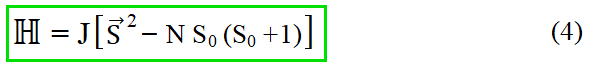 ℍ = J[S⃗ ² − N S₀ (S₀ +1)] (4)